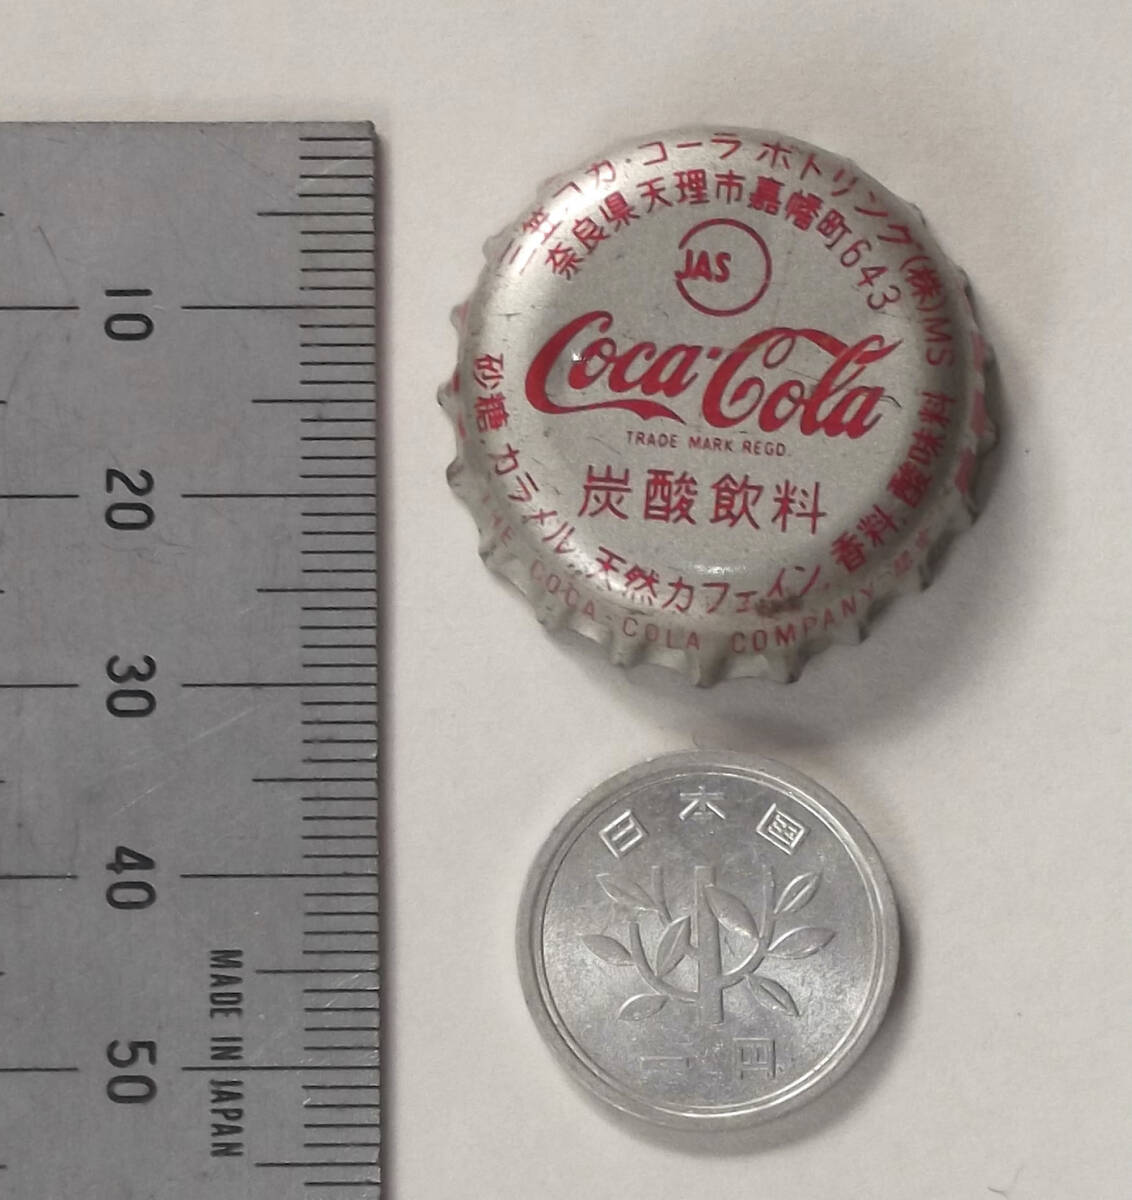 三笠コカ・コーラボトリング(株)MS
奈良県天理市嘉幡町643
JAS
Coca-Cola
TRADE MARK REGD.
炭酸飲料
砂糖,カラメル,天然カフェイン,香料,酸
THE COCA-COLA COMPANY
10
20
30
40
50
MADE IN JAPAN
日本国
一円